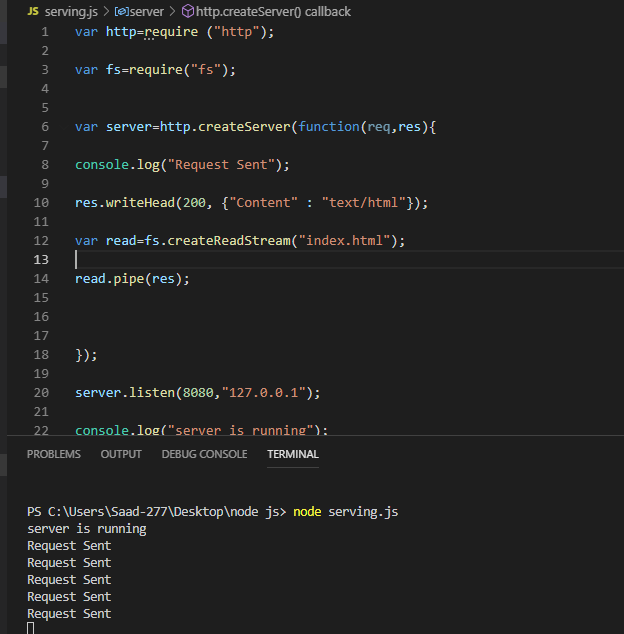 JS serving.js > server > http.createServer() callback
1 var http=require ("http");
2
3 var fs=require("fs");
4
5
6 var server=http.createServer(function(req,res){
7
8 console.log("Request Sent");
9
10 res.writeHead(200, {"Content" : "text/html"});
11
12 var read=fs.createReadStream("index.html");
13
14 read.pipe(res);
15
16
17
18 });
19
20 server.listen(8080,"127.0.0.1");
21
22 console.log("server is running");
PROBLEMS OUTPUT DEBUG CONSOLE TERMINAL
PS C:\Users\Saad-277\Desktop\node js> node serving.js
server is running
Request Sent
Request Sent
Request Sent
Request Sent
Request Sent